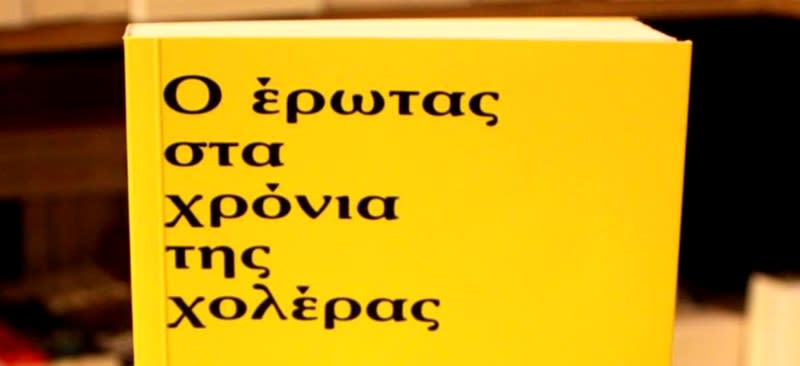 Ο έρωτας
στα
χρόνια
της
χολέρας